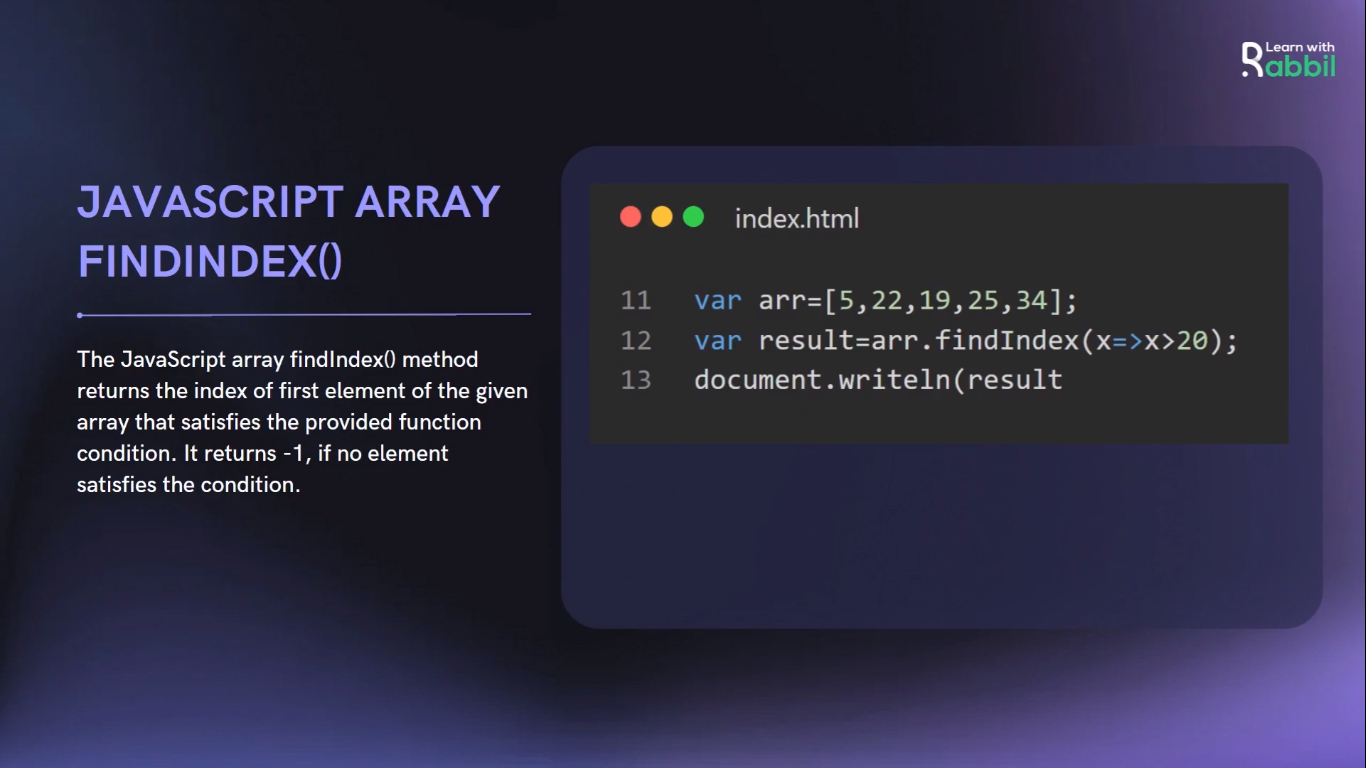 Learn with
Rabbil
JAVASCRIPT ARRAY
FINDINDEX()
The JavaScript array findIndex() method
returns the index of first element of the given
array that satisfies the provided function
condition. It returns -1, if no element
satisfies the condition.
index.html
11 var arr=[5,22,19,25,34];
12 var result=arr.findIndex(x=>x>20);
13 document.writeln(result